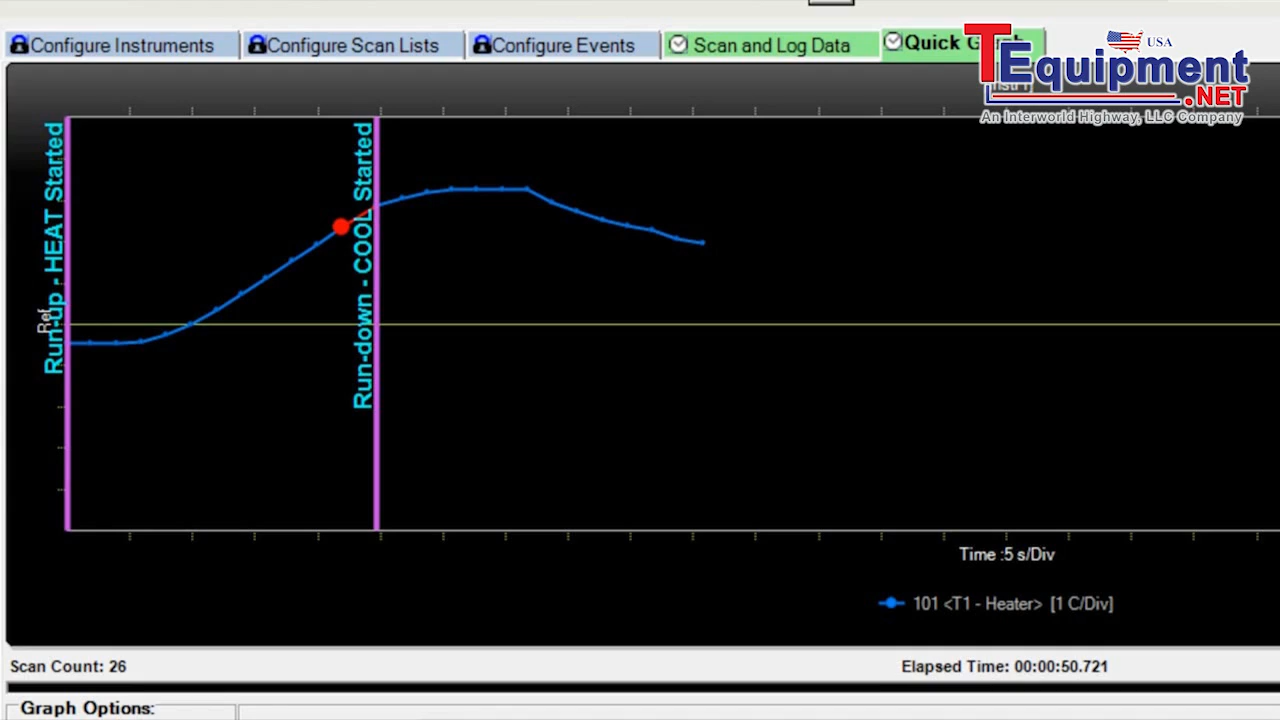 Configure Instruments
Configure Scan List
Configure Events
Scan and Log Data
Quick
TEquipment
.NET
USA
An Interworld Highway, LLC Company
Run-up - HEAT Started
Run-down - COOL Started
Ref
Time :5 s/Div
101 <T1 - Heater> [1 C/Div]
Scan Count: 26
Elapsed Time: 00:00:50.721
Graph Options: